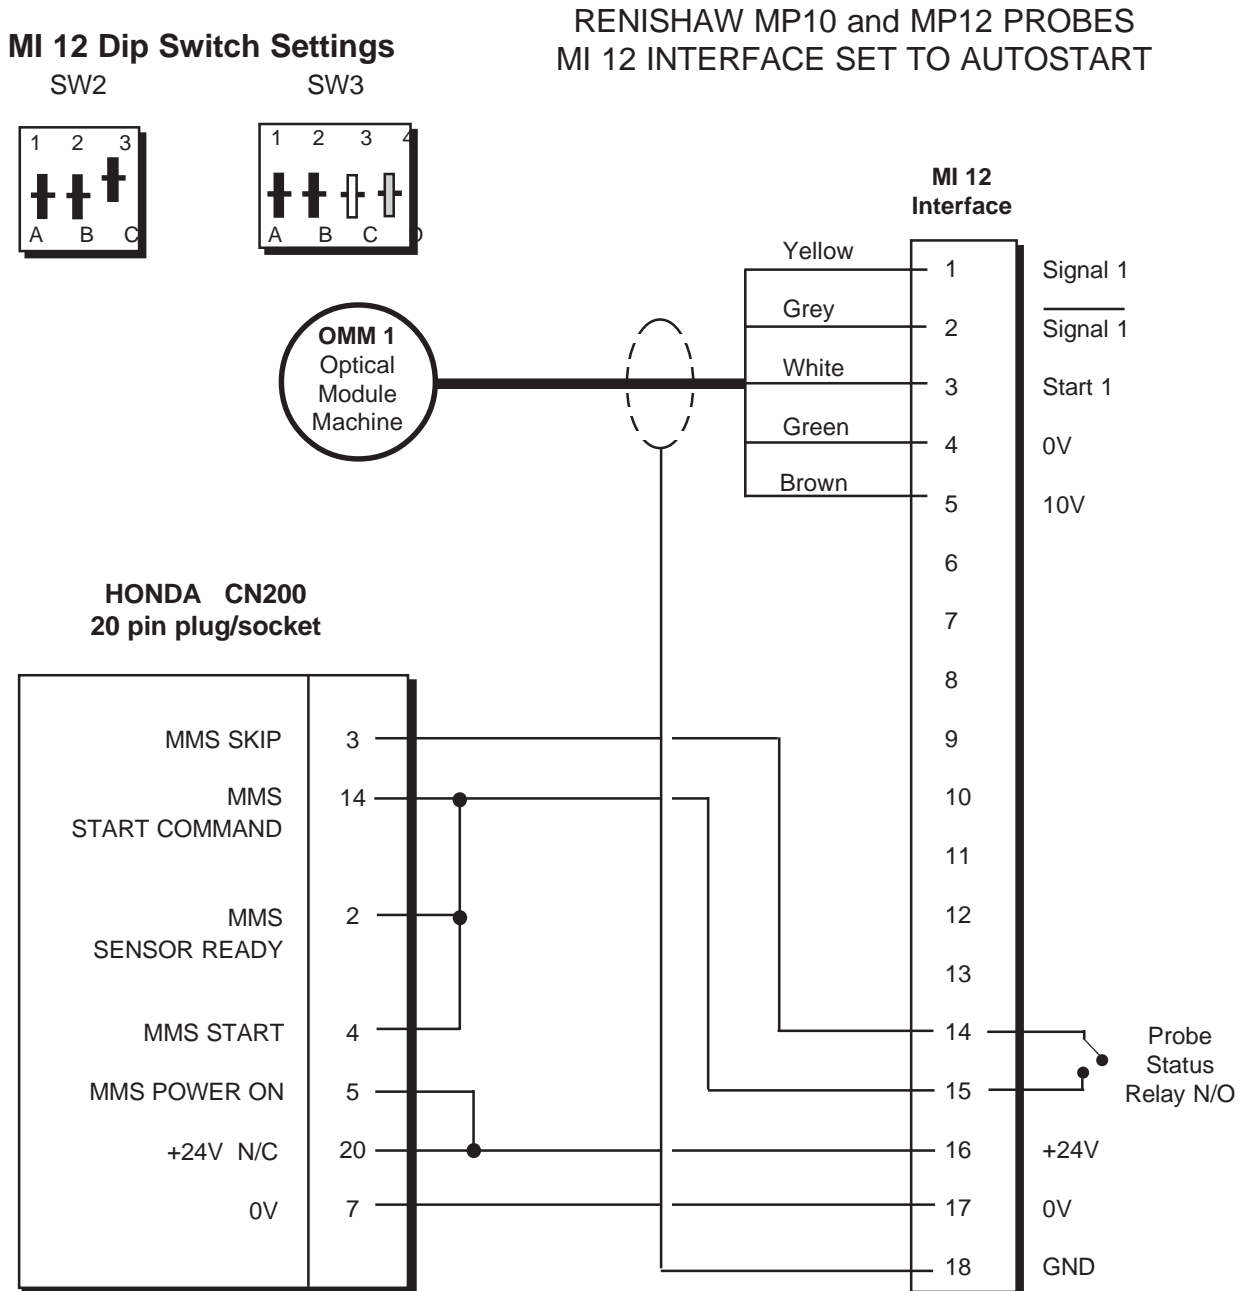 RENISHAW MP10 and MP12 PROBES
MI 12 INTERFACE SET TO AUTOSTART
MI 12 Dip Switch Settings
SW2
SW3
1 2 3
A B C
1 2 3 4
A B C D
OMM 1
Optical
Module
Machine
MI 12
Interface
Yellow 1 Signal 1
Grey 2 Signal 1
White 3 Start 1
Green 4 0V
Brown 5 10V
6
7
8
9
10
11
12
13
14
15
Probe
Status
Relay N/O
16 +24V
17 0V
18 GND
HONDA CN200
20 pin plug/socket
MMS SKIP 3
MMS 14
START COMMAND
MMS 2
SENSOR READY
MMS START 4
MMS POWER ON 5
+24V N/C 20
0V 7